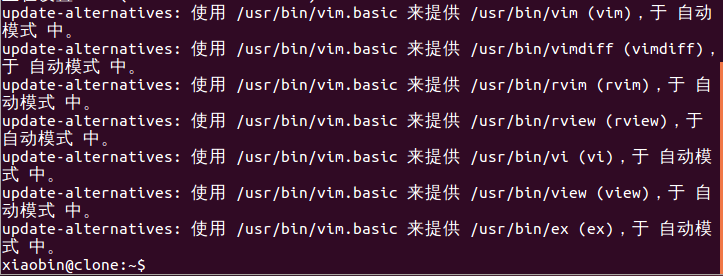 update-alternatives: 使用 /usr/bin/vim.basic 来提供 /usr/bin/vim (vim)，于 自动
模式 中。
update-alternatives: 使用 /usr/bin/vim.basic 来提供 /usr/bin/vimdiff (vimdiff)，
于 自动模式 中。
update-alternatives: 使用 /usr/bin/vim.basic 来提供 /usr/bin/rvim (rvim)，于 自
动模式 中。
update-alternatives: 使用 /usr/bin/vim.basic 来提供 /usr/bin/rview (rview)，于 
自动模式 中。
update-alternatives: 使用 /usr/bin/vim.basic 来提供 /usr/bin/vi (vi)，于 自动模
式 中。
update-alternatives: 使用 /usr/bin/vim.basic 来提供 /usr/bin/view (view)，于 自
动模式 中。
update-alternatives: 使用 /usr/bin/vim.basic 来提供 /usr/bin/ex (ex)，于 自动模
式 中。
xiaobin@clone:~$